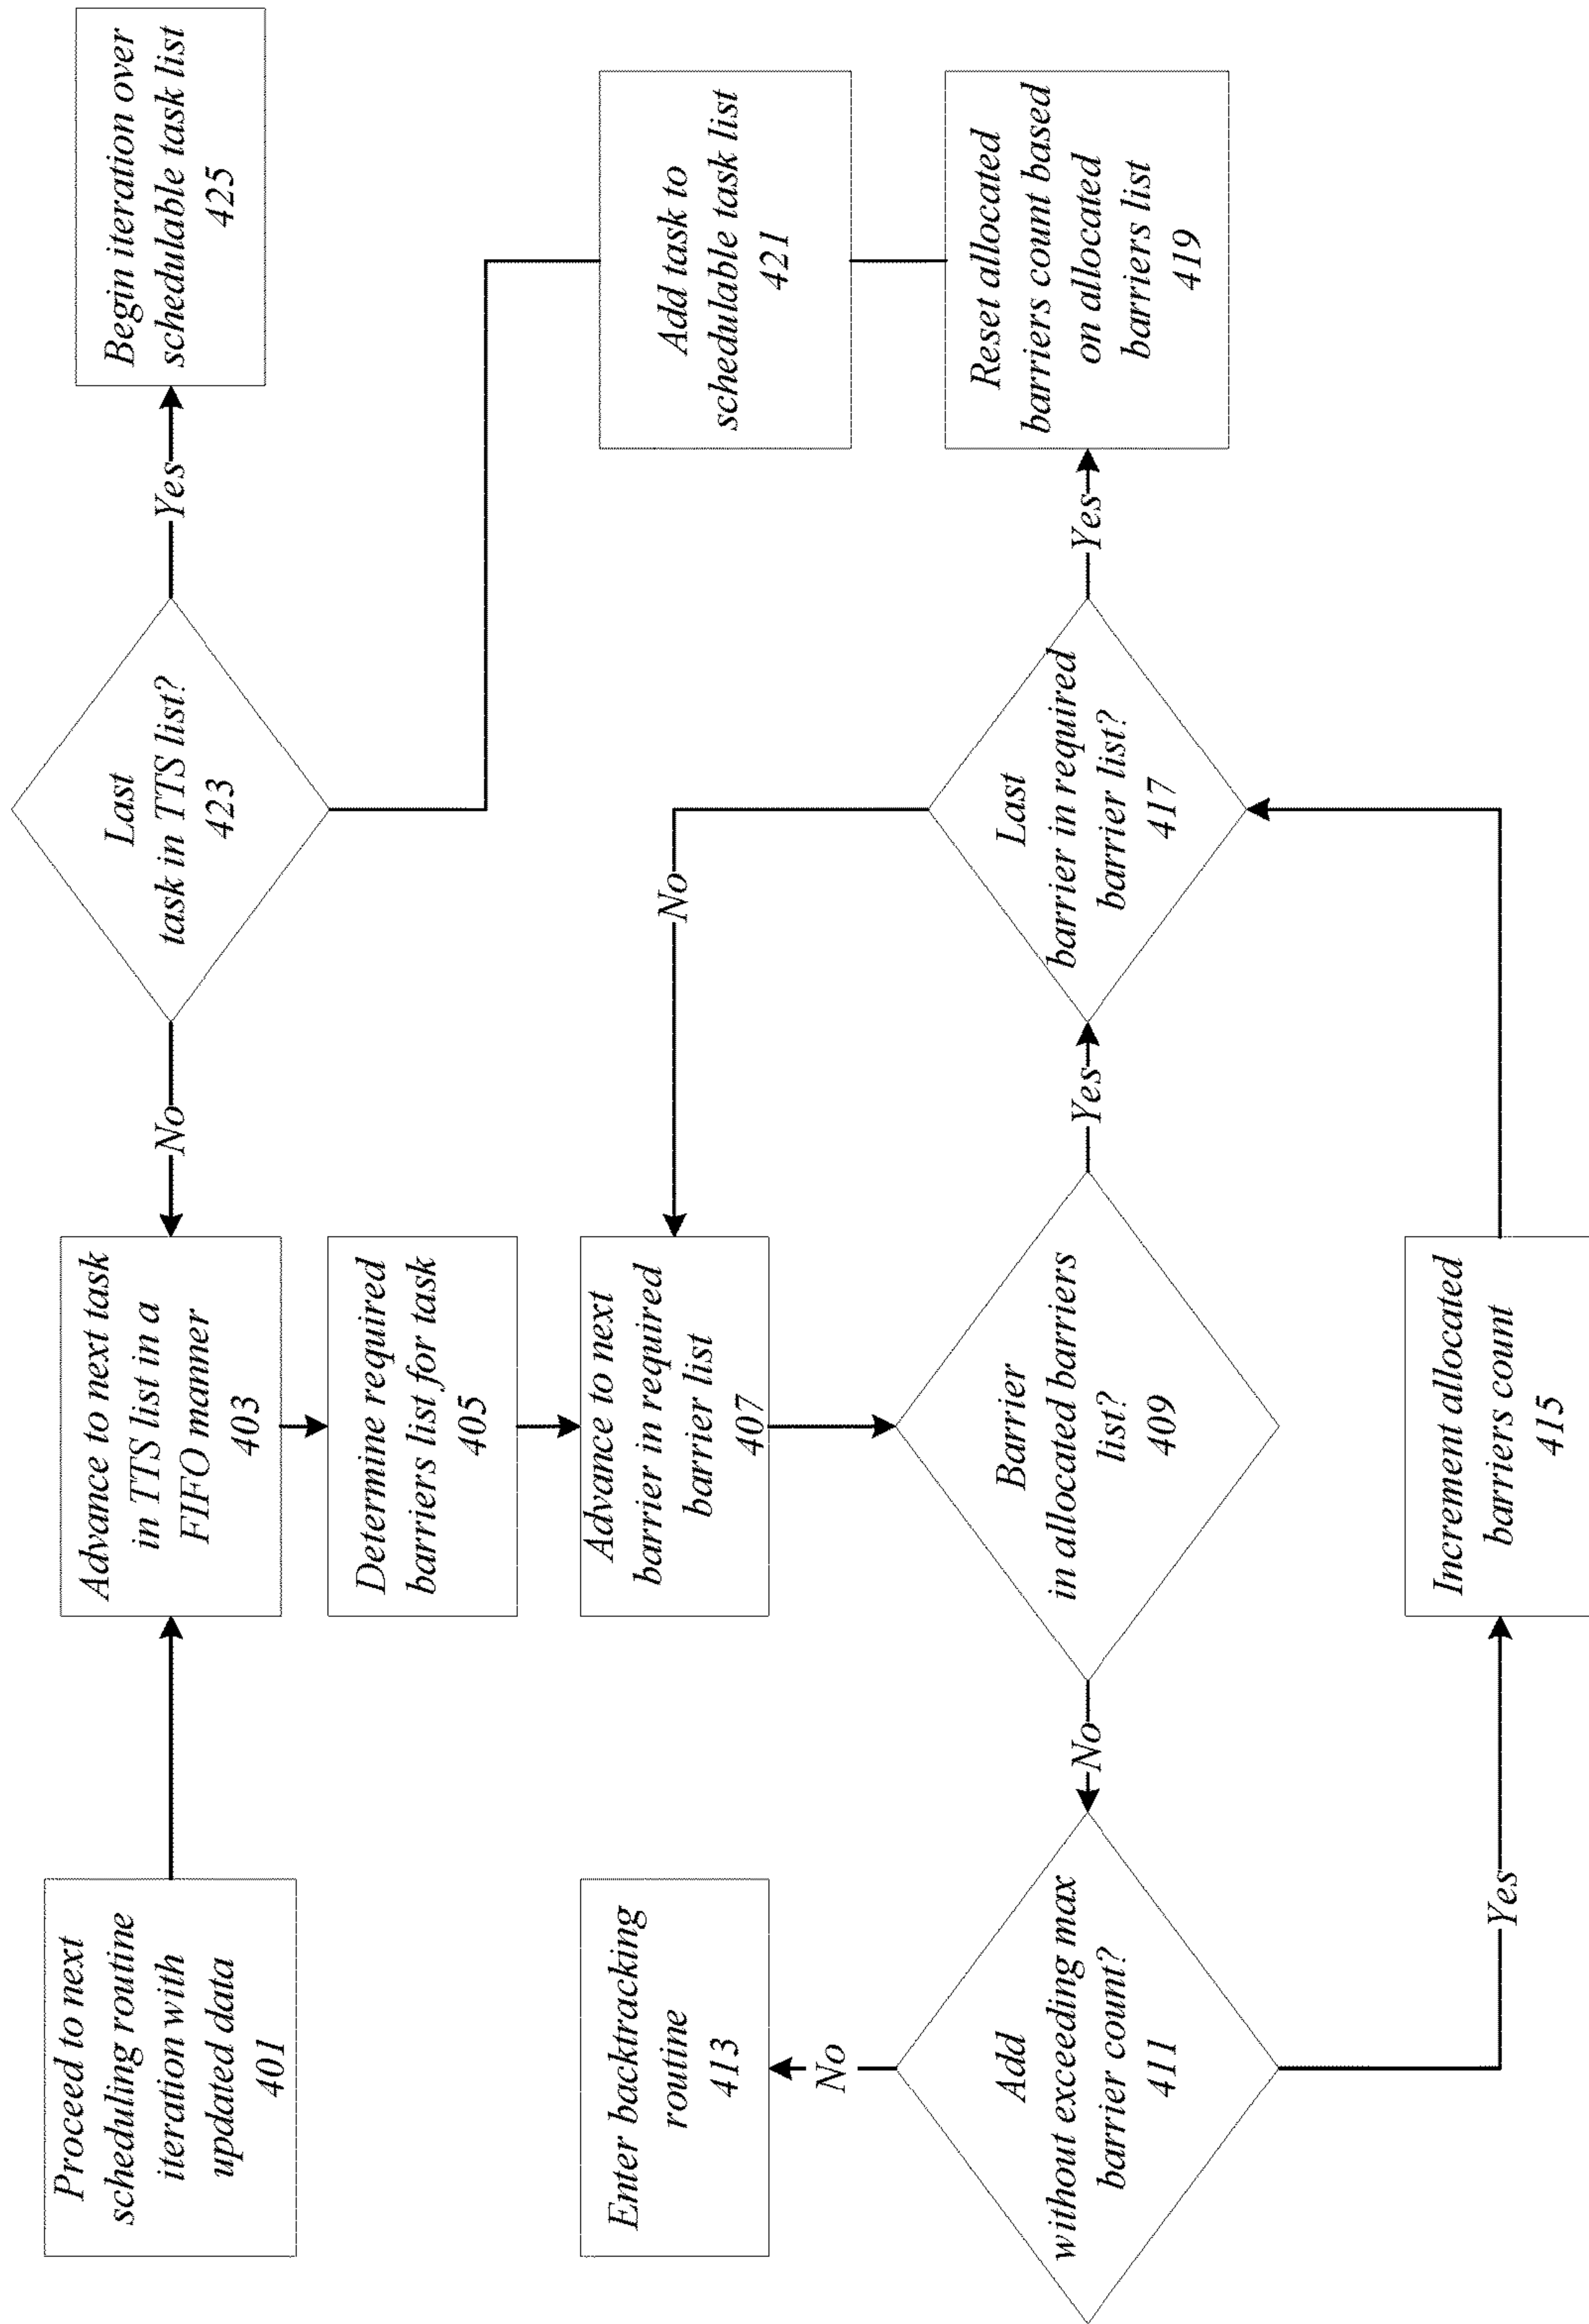 Proceed to next
scheduling routine
iteration with
updated data
401
Advance to next task
in TTS list in a
FIFO manner
403
No
Last
task in TTS list?
423
Yes
Begin iteration over
schedulable task list
425
Determine required
barriers list for task
405
Enter backtracking
routine
413
Advance to next
barrier in required
barrier list
407
No
Add task to
schedulable task list
421
No
Add
without exceeding max
barrier count?
411
No
Barrier
in allocated barriers
list?
409
Yes
Last
barrier in required
barrier list?
417
Yes
Reset allocated
barriers count based
on allocated
barriers list
419
Yes
Increment allocated
barriers count
415